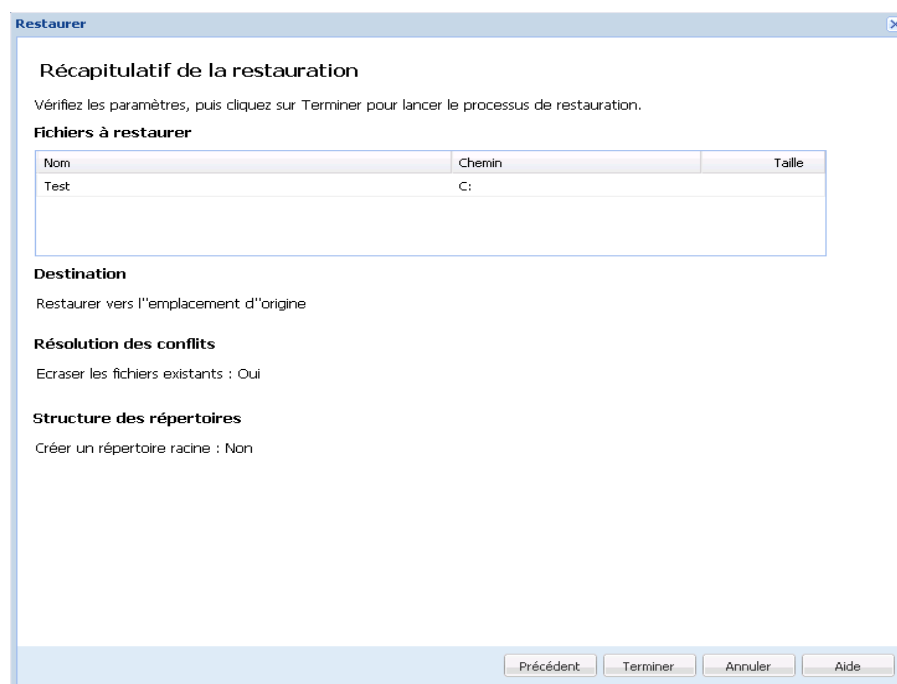 Restaurer
Récapitulatif de la restauration
Vérifiez les paramètres, puis cliquez sur Terminer pour lancer le processus de restauration.
Fichiers à restaurer
Nom Chemin Taille
Test C:
Destination
Restaurer vers l''emplacement d''origine
Résolution des conflits
Ecraser les fichiers existants : Oui
Structure des répertoires
Créer un répertoire racine : Non
Précédent Terminer Annuler Aide